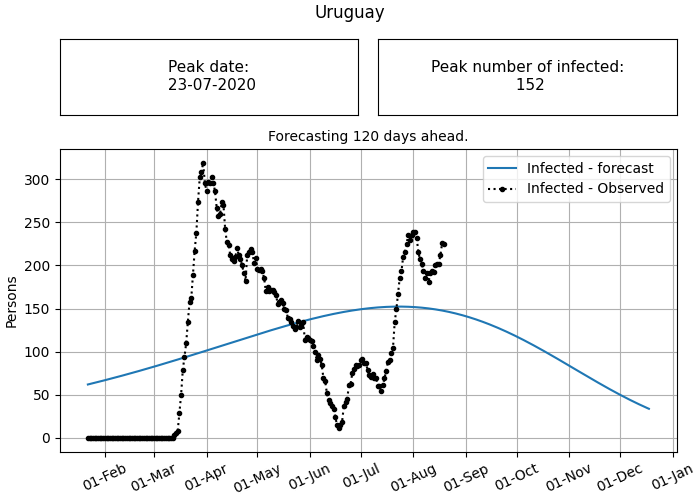 Uruguay
Peak date:
23-07-2020
Peak number of infected:
152
Forecasting 120 days ahead.
Infected - forecast
Infected - Observed
Persons
300
250
200
150
100
50
0
01-Feb
01-Mar
01-Apr
01-May
01-Jun
01-Jul
01-Aug
01-Sep
01-Oct
01-Nov
01-Dec
01-Jan